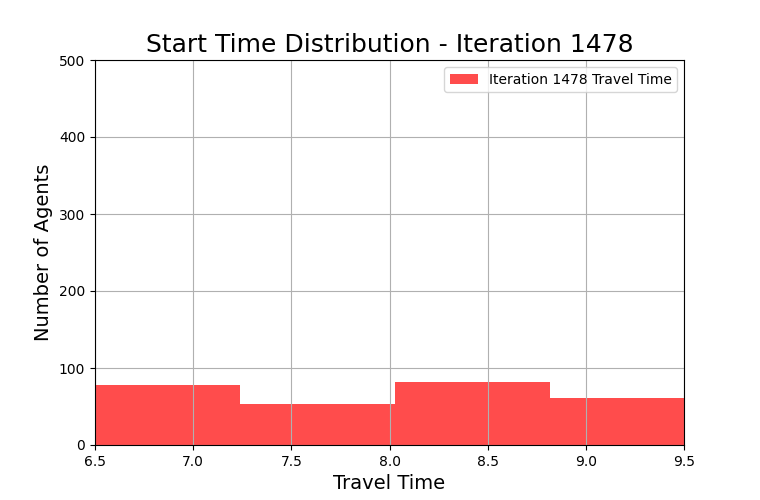 Start Time Distribution - Iteration 1478
Iteration 1478 Travel Time
Number of Agents
500
400
300
200
100
0
6.5 7.0 7.5 8.0 8.5 9.0 9.5
Travel Time